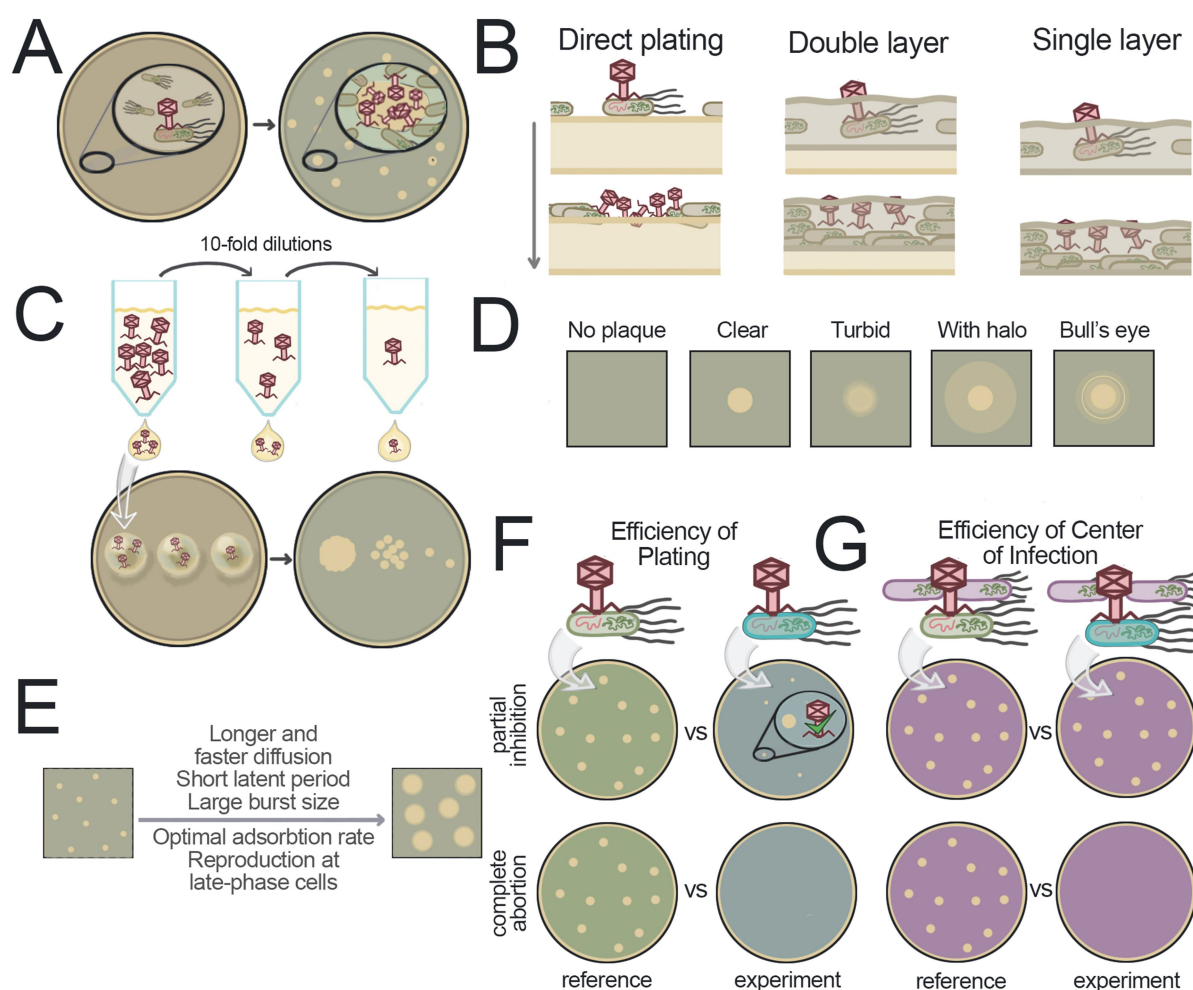 A
B
Direct plating
Double layer
Single layer
10-fold dilutions
C
D
No plaque
Clear
Turbid
With halo
Bull's eye
E
Longer and
faster diffusion
Short latent period
Large burst size
Optimal adsorbtion rate
Reproduction at
late-phase cells
F
Efficiency of
Plating
G
Efficiency of Center
of Infection
partial
inhibition
vs
vs
complete
abortion
vs
vs
reference
experiment
reference
experiment